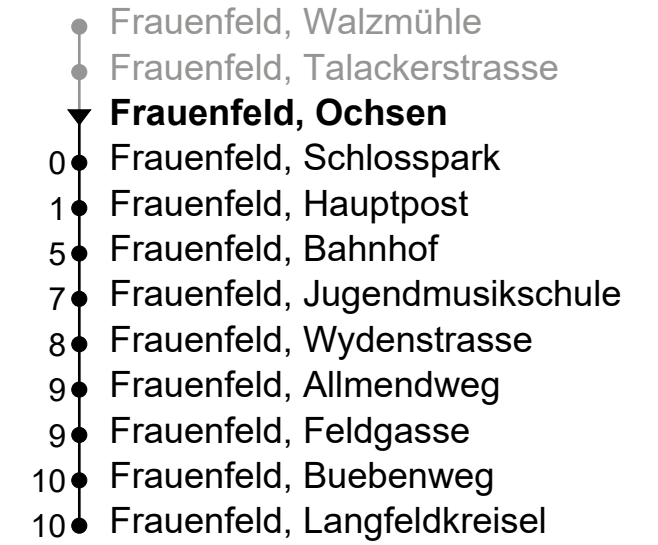 Frauenfeld, Walzmühle
Frauenfeld, Talackerstrasse
Frauenfeld, Ochsen
0 Frauenfeld, Schlosspark
1 Frauenfeld, Hauptpost
5 Frauenfeld, Bahnhof
7 Frauenfeld, Jugendmusikschule
8 Frauenfeld, Wydenstrasse
9 Frauenfeld, Allmendweg
9 Frauenfeld, Feldgasse
10 Frauenfeld, Buebenweg
10 Frauenfeld, Langfeldkreisel